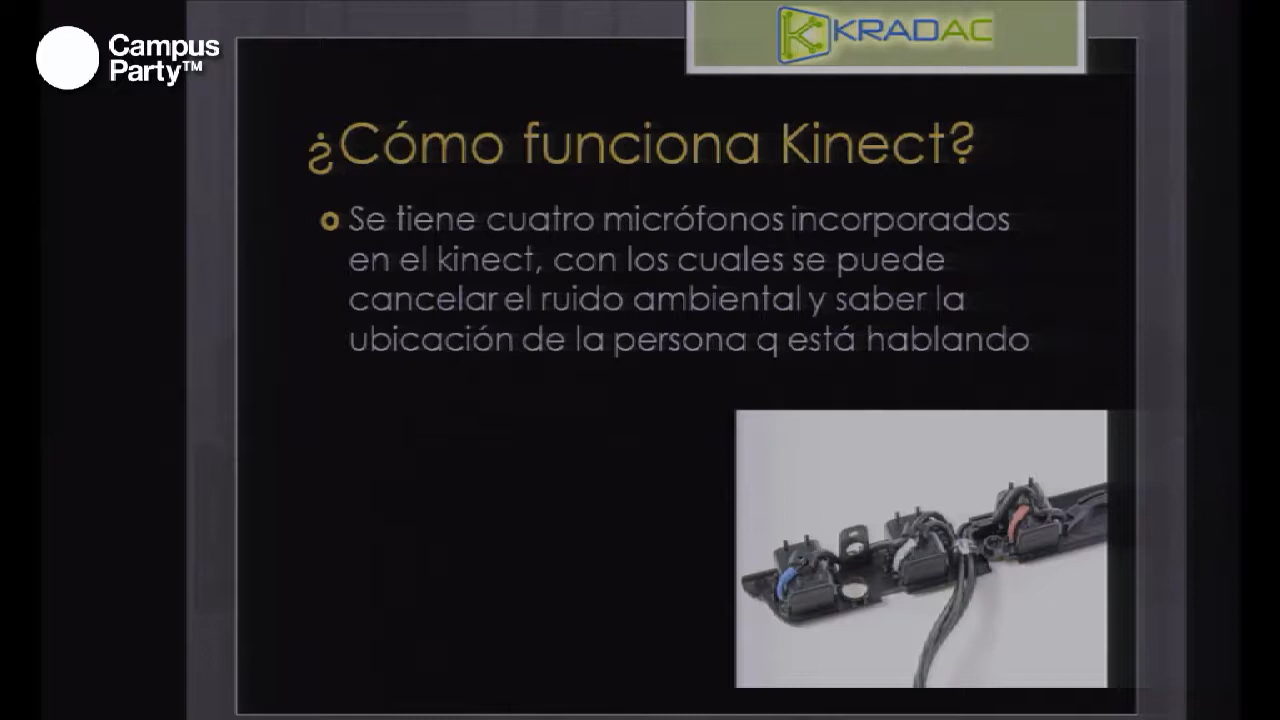 Campus
Party™
KRADAC
¿Cómo funciona Kinect?
Se tiene cuatro micrófonos incorporados
en el kinect, con los cuales se puede
cancelar el ruido ambiental y saber la
ubicación de la persona q está hablando